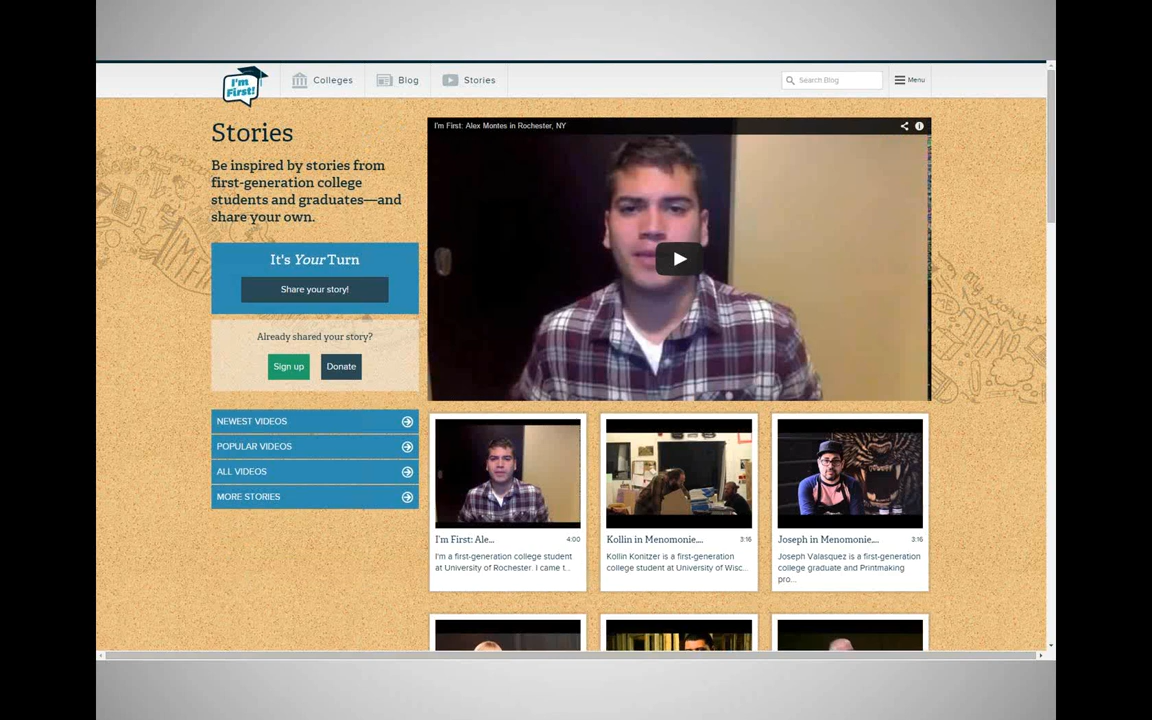 I'm
First!
Colleges
Blog
Stories
Search Blog
Menu
Stories
Be inspired by stories from
first-generation college
students and graduates—and
share your own.
It's Your Turn
Share your story!
Already shared your story?
Sign up
Donate
NEWEST VIDEOS
POPULAR VIDEOS
ALL VIDEOS
MORE STORIES
I'm First: Alex Montes in Rochester, NY
I'm First: Ale... 4:00
I'm a first-generation college student
at University of Rochester. I came t...
Kollin in Menomonie,... 3:16
Kollin Konitzer is a first-generation
college student at University of Wisc...
Joseph in Menomonie,... 3:16
Joseph Valasquez is a first-generation
college graduate and Printmaking
pro...